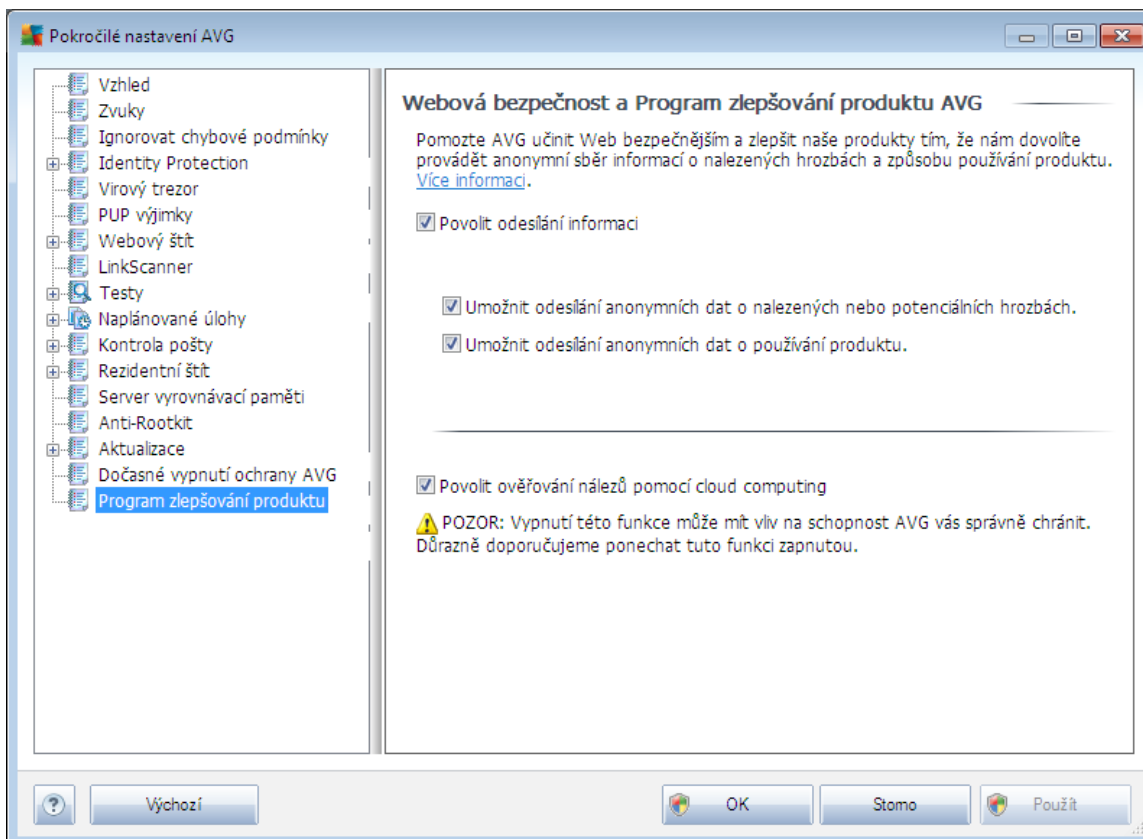 Pokročilé nastavení AVG
Vzhled
Zvuky
Ignorovat chybové podmínky
Identity Protection
Virový trezor
PUP výjimky
Webový štít
LinkScanner
Testy
Naplánované úlohy
Kontrola pošty
Rezidentní štít
Server vyrovnávací paměti
Anti-Rootkit
Aktualizace
Dočasné vypnutí ochrany AVG
Program zlepšování produktu
Webová bezpečnost a Program zlepšování produktu AVG
Pomozte AVG učinit Web bezpečnějším a zlepšit naše produkty tím, že nám dovolíte
provádět anonymní sběr informací o nalezených hrozbách a způsobu používání produktu.
Více informaci.
Povolit odesílání informaci
Umožnit odesílání anonymních dat o nalezených nebo potenciálních hrozbách.
Umožnit odesílání anonymních dat o používání produktu.
Povolit ověřování nálezů pomocí cloud computing
POZOR: Vypnutí této funkce může mít vliv na schopnost AVG vás správně chránit.
Důrazně doporučujeme ponechat tuto funkci zapnutou.
? Výchozí OK Stomo Použít